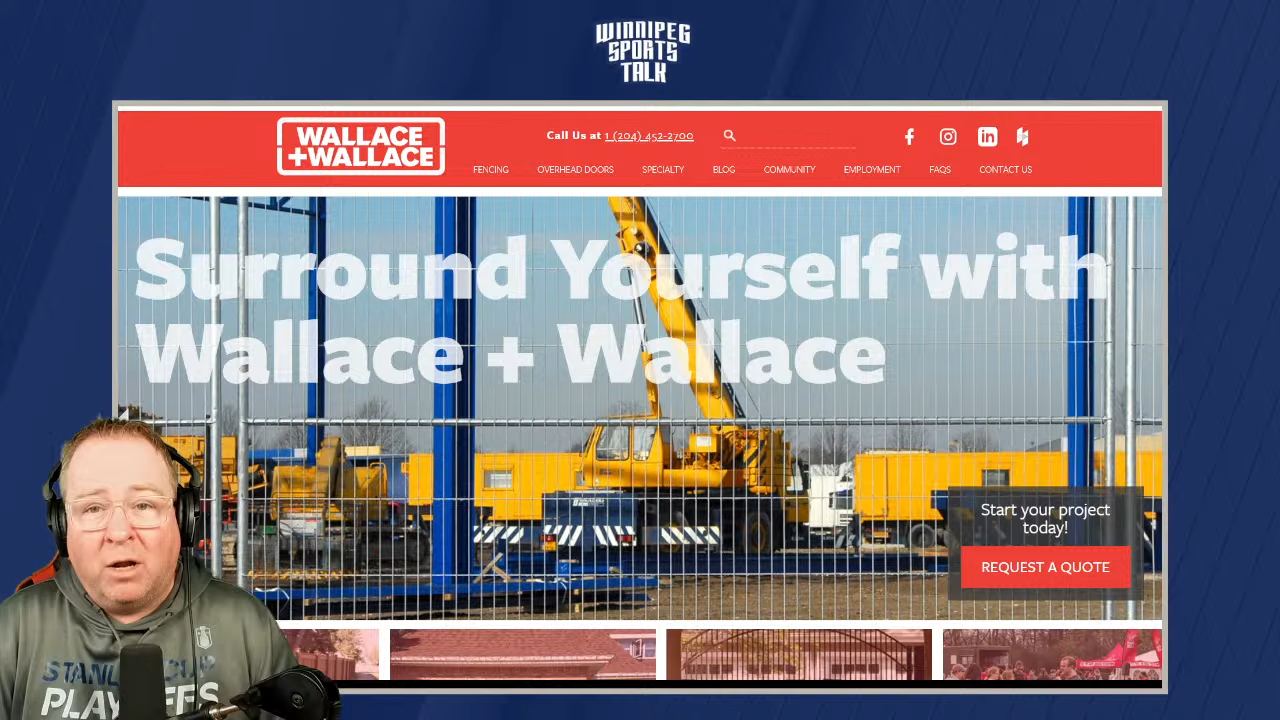 WINNIPEG
SPORTS
TALK
WALLACE
+WALLACE
Call Us at 1 (204) 452-2700
FENCING OVERHEAD DOORS SPECIALTY BLOG COMMUNITY EMPLOYMENT FAQS CONTACT US
Surround Yourself with
Wallace + Wallace
Start your project
today!
REQUEST A QUOTE
STANLEY CUP
PLAYOFFS